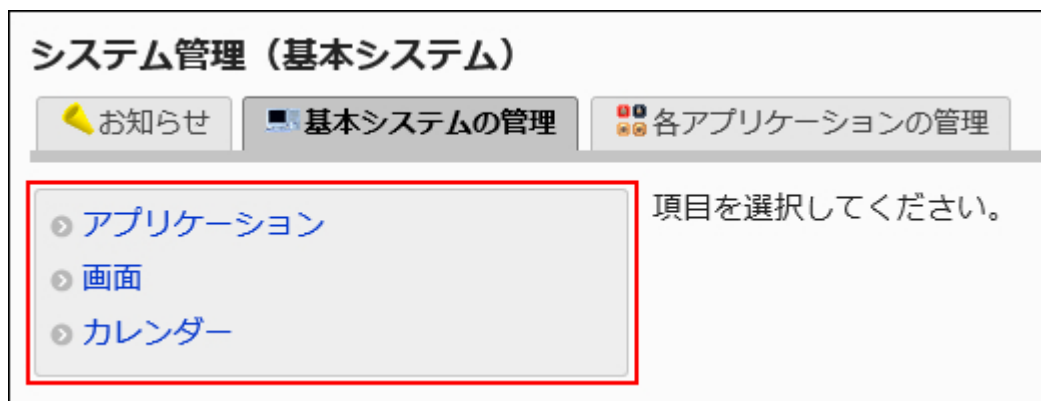 システム管理（基本システム）
お知らせ 基本システムの管理 各アプリケーションの管理
アプリケーション
画面
カレンダー
項目を選択してください。